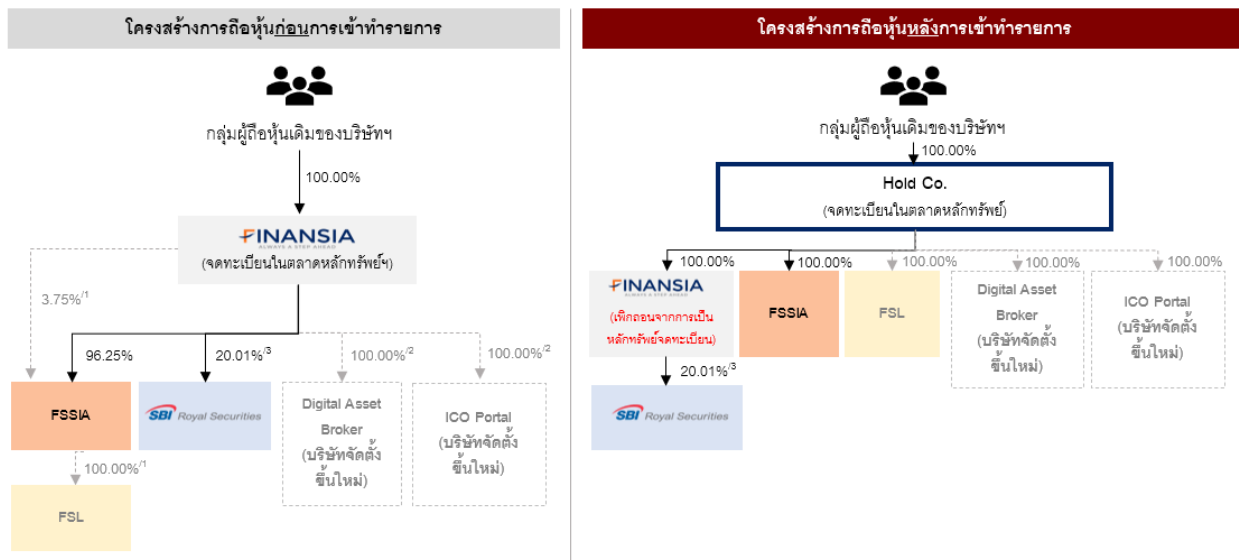 โครงสร้างการถือหุ้นก่อนการเข้าทำรายการ
กลุ่มผู้ถือหุ้นเดิมของบริษัทฯ
100.00%
FINANSIA
ALWAYS A STEP AHEAD
(จดทะเบียนในตลาดหลักทรัพย์ฯ)
3.75%/1
96.25%
20.01%/3
100.00%/2
100.00%/2
FSSIA
SBI Royal Securities
Digital Asset
Broker
(บริษัทจัดตั้ง
ขึ้นใหม่)
ICO Portal
(บริษัทจัดตั้ง
ขึ้นใหม่)
100.00%/1
FSL
โครงสร้างการถือหุ้นหลังการเข้าทำรายการ
กลุ่มผู้ถือหุ้นเดิมของบริษัทฯ
100.00%
Hold Co.
(จดทะเบียนในตลาดหลักทรัพย์)
100.00%
100.00%
100.00%
100.00%
100.00%
FINANSIA
ALWAYS A STEP AHEAD
(เพิกถอนจากการเป็น
หลักทรัพย์จดทะเบียน)
FSSIA
FSL
Digital Asset
Broker
(บริษัทจัดตั้ง
ขึ้นใหม่)
ICO Portal
(บริษัทจัดตั้ง
ขึ้นใหม่)
20.01%/3
SBI Royal Securities